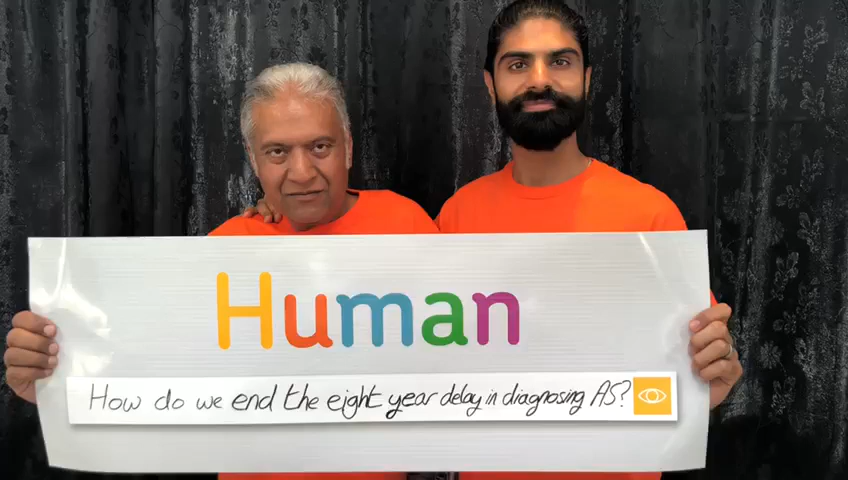 Human
How do we end the eight year delay in diagnosing AS?